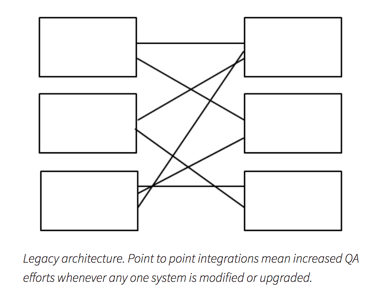 Legacy architecture. Point to point integrations mean increased QA
efforts whenever any one system is modified or upgraded.